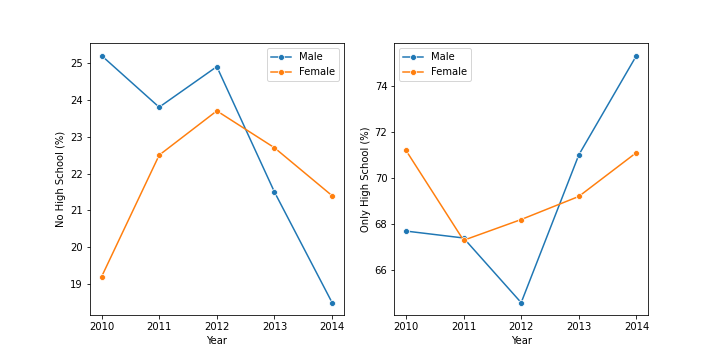 Male
Female
25
24
23
22
21
20
19
No High School (%)
2010 2011 2012 2013 2014
Year
Male
Female
74
72
70
68
66
Only High School (%)
2010 2011 2012 2013 2014
Year